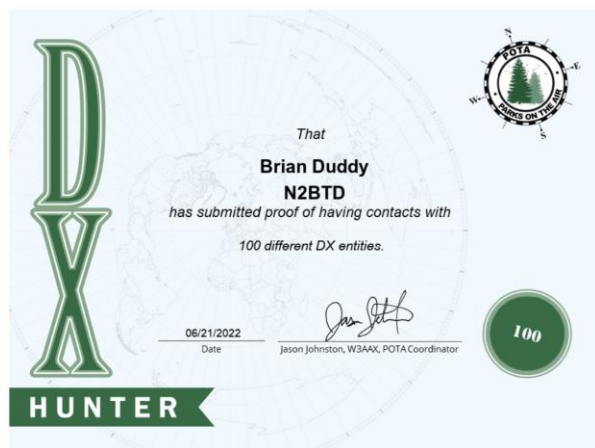 DX
HUNTER
N
E
S
W
POTA
PARKS ON THE AIR
That
Brian Duddy
N2BTD
has submitted proof of having contacts with
100 different DX entities.
06/21/2022
Date
Jason Johnston, W3AAX, POTA Coordinator
100